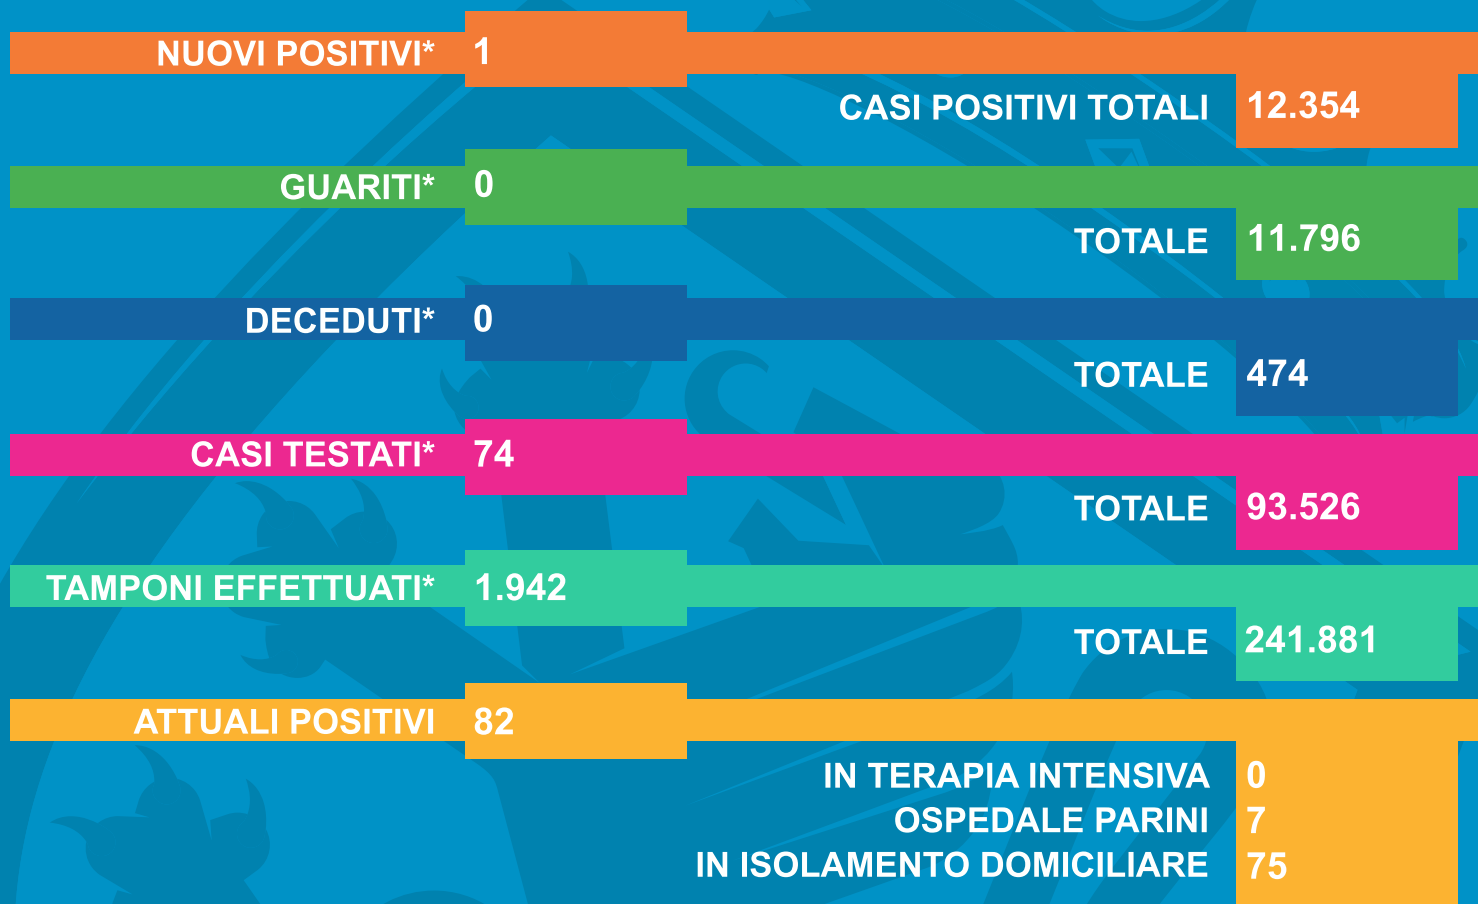 NUOVI POSITIVI* 1
CASI POSITIVI TOTALI 12.354
GUARITI* 0
TOTALE 11.796
DECEDUTI* 0
TOTALE 474
CASI TESTATI* 74
TOTALE 93.526
TAMPONI EFFETTUATI* 1.942
TOTALE 241.881
ATTUALI POSITIVI 82
IN TERAPIA INTENSIVA 0
OSPEDALE PARINI 7
IN ISOLAMENTO DOMICILIARE 75